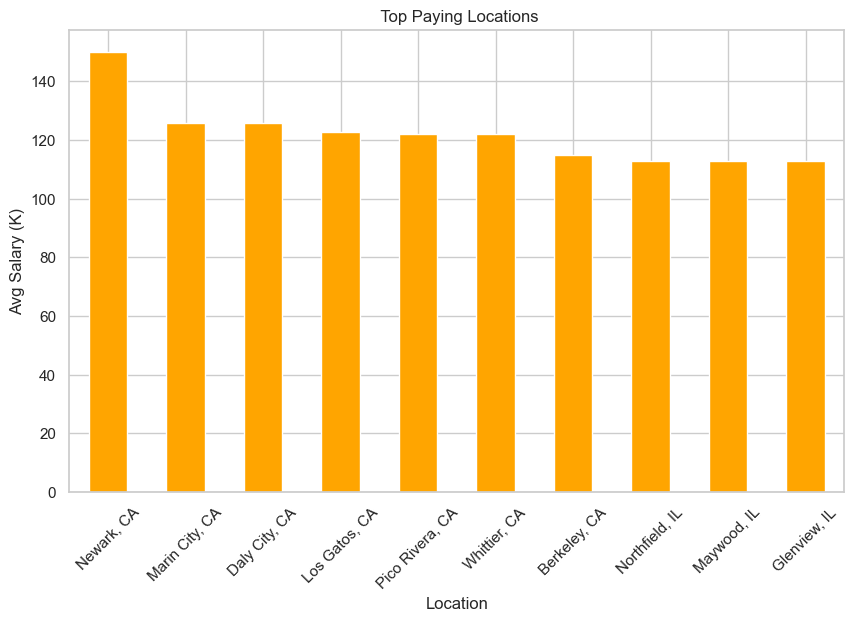 Top Paying Locations
Avg Salary (K)
140
120
100
80
60
40
20
0
Newark, CA
Marin City, CA
Daly City, CA
Los Gatos, CA
Pico Rivera, CA
Whittier, CA
Berkeley, CA
Northfield, IL
Maywood, IL
Glenview, IL
Location